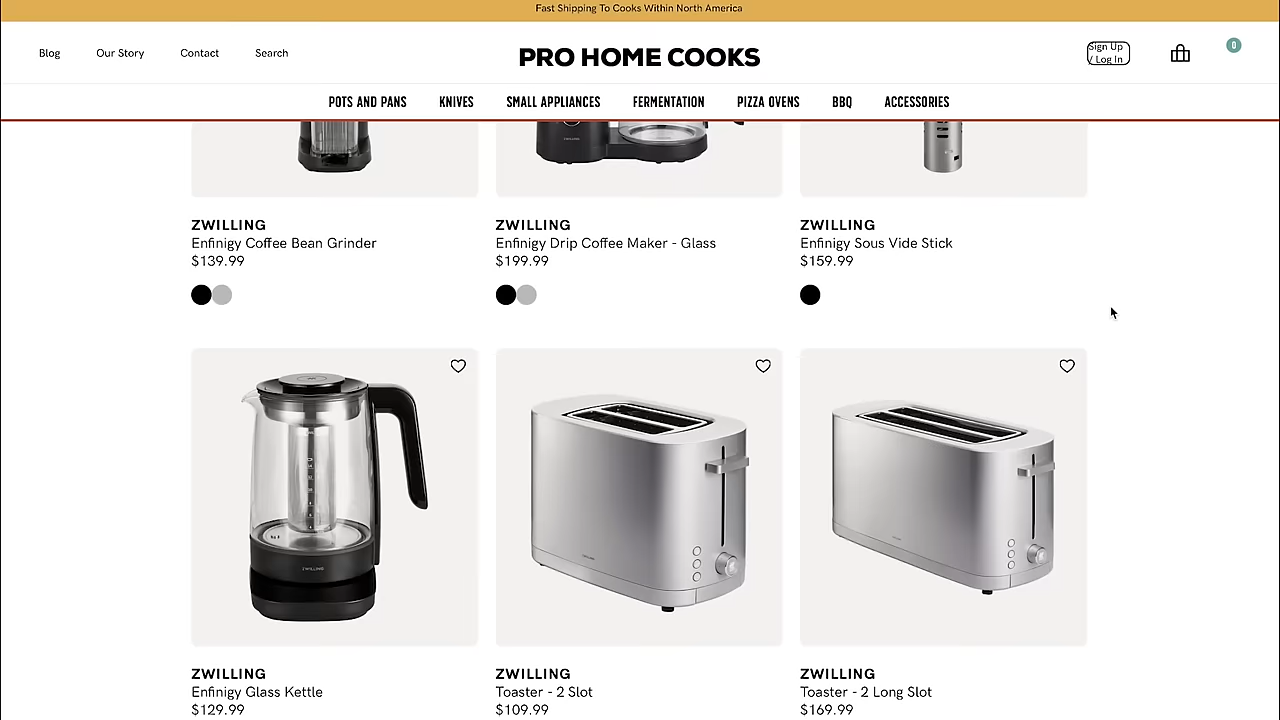 Fast Shipping To Cooks Within North America
Blog
Our Story
Contact
Search
PRO HOME COOKS
Sign Up
/ Log In
0
POTS AND PANS
KNIVES
SMALL APPLIANCES
FERMENTATION
PIZZA OVENS
BBQ
ACCESSORIES
ZWILLING
Enfinigy Coffee Bean Grinder
$139.99
ZWILLING
Enfinigy Drip Coffee Maker - Glass
$199.99
ZWILLING
Enfinigy Sous Vide Stick
$159.99
ZWILLING
ZWILLING
Enfinigy Glass Kettle
$129.99
ZWILLING
Toaster - 2 Slot
$109.99
ZWILLING
Toaster - 2 Long Slot
$169.99